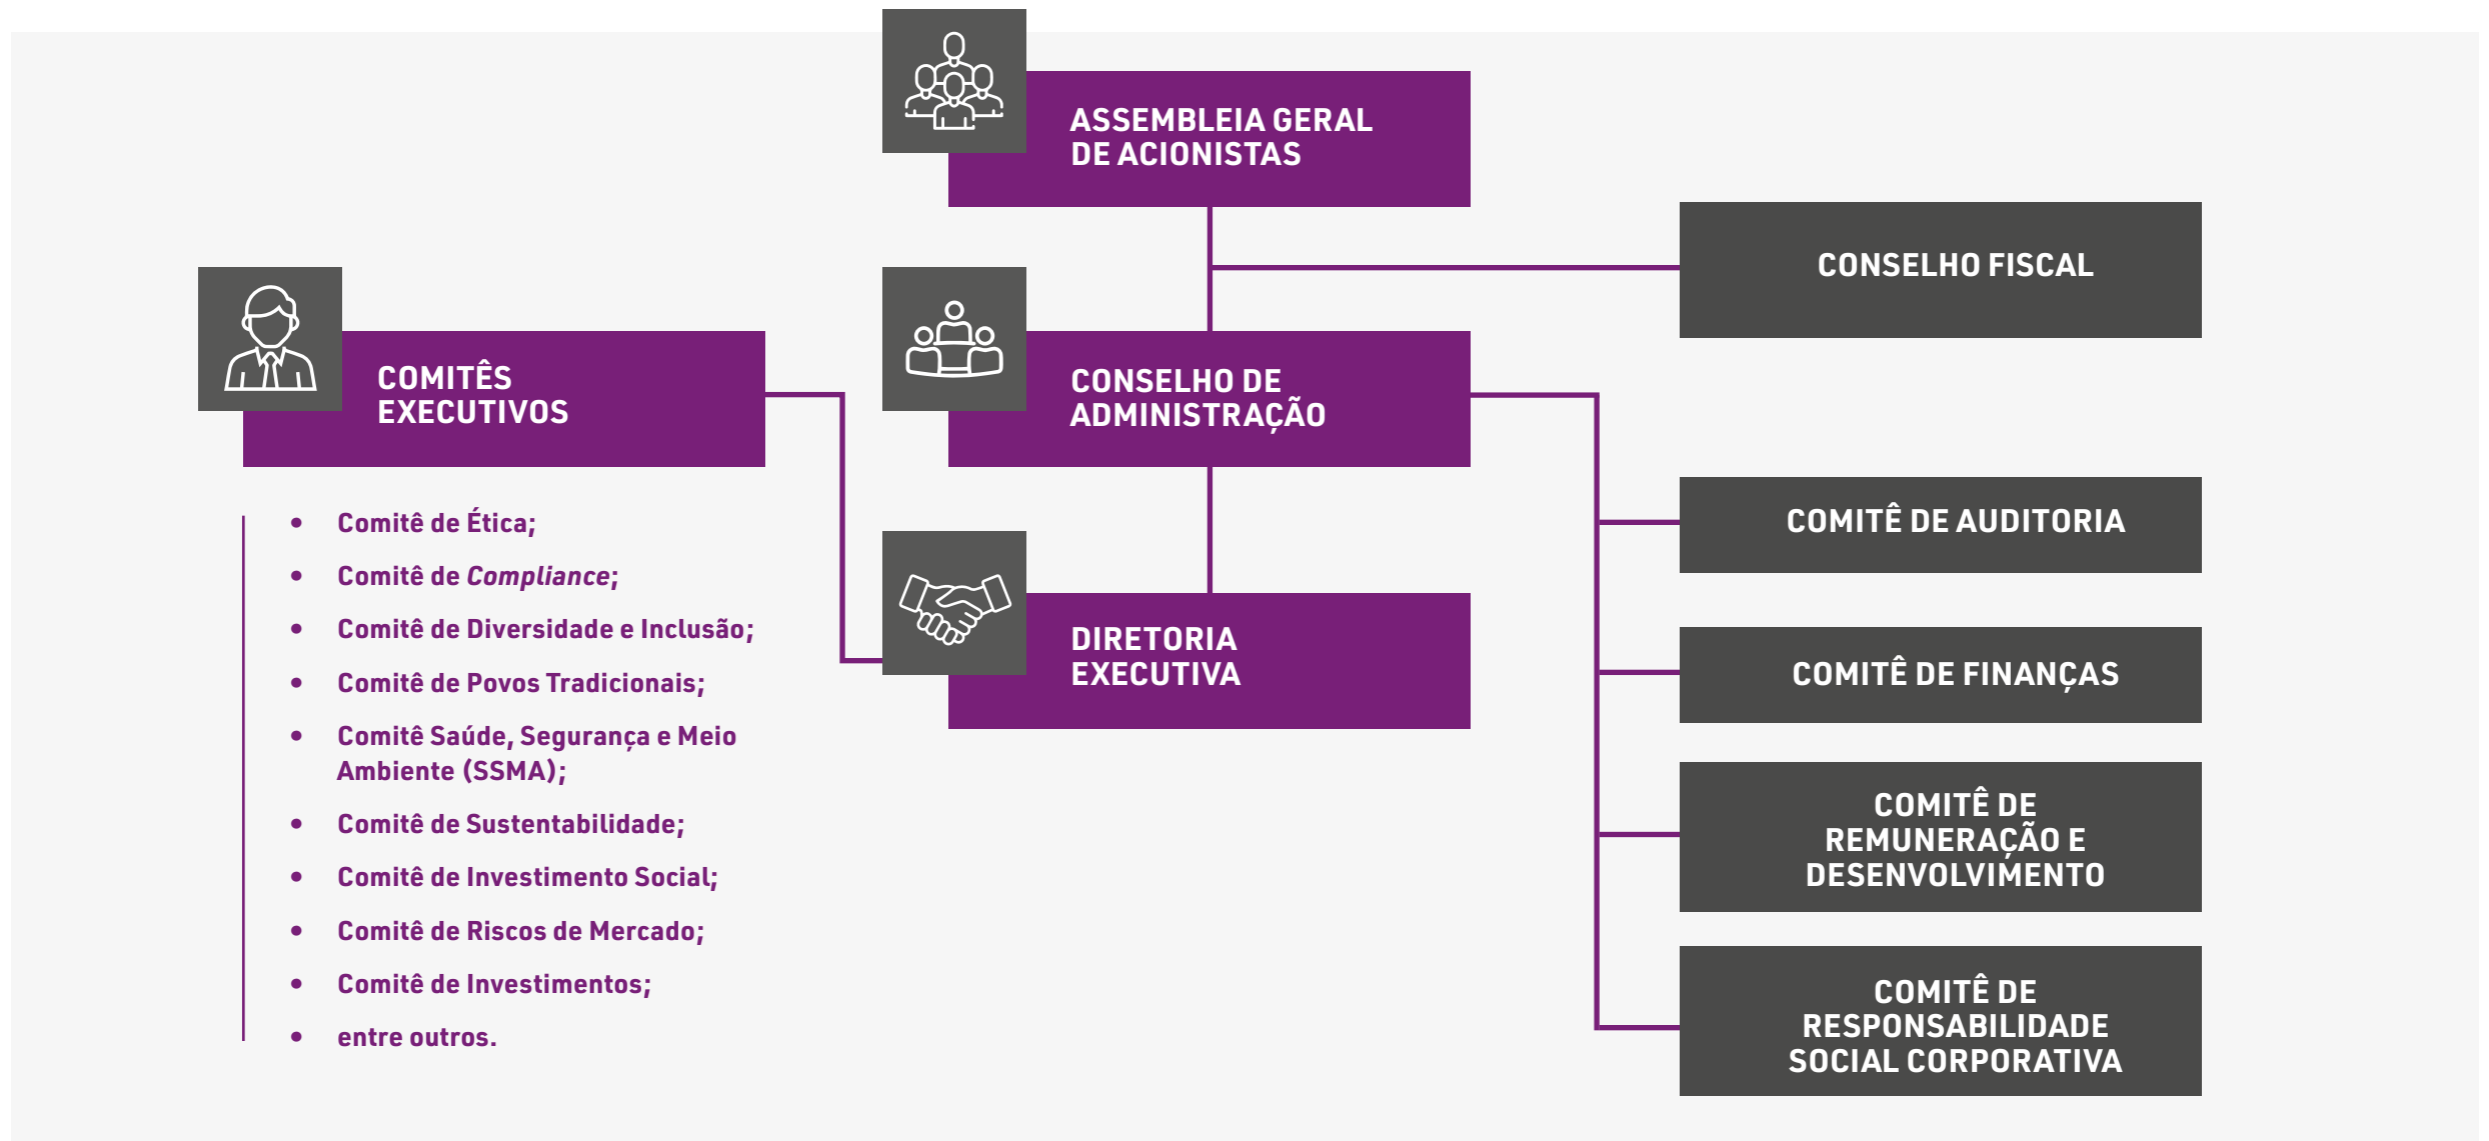 ASSEMBLEIA GERAL
DE ACIONISTAS
CONSELHO FISCAL
COMITÊS
EXECUTIVOS
CONSELHO DE
ADMINISTRAÇÃO
• Comitê de Ética;
• Comitê de Compliance;
• Comitê de Diversidade e Inclusão;
• Comitê de Povos Tradicionais;
• Comitê Saúde, Segurança e Meio
Ambiente (SSMA);
• Comitê de Sustentabilidade;
• Comitê de Investimento Social;
• Comitê de Riscos de Mercado;
• Comitê de Investimentos;
• entre outros.
DIRETORIA
EXECUTIVA
COMITÊ DE AUDITORIA
COMITÊ DE FINANÇAS
COMITÊ DE
REMUNERAÇÃO E
DESENVOLVIMENTO
COMITÊ DE
RESPONSABILIDADE
SOCIAL CORPORATIVA